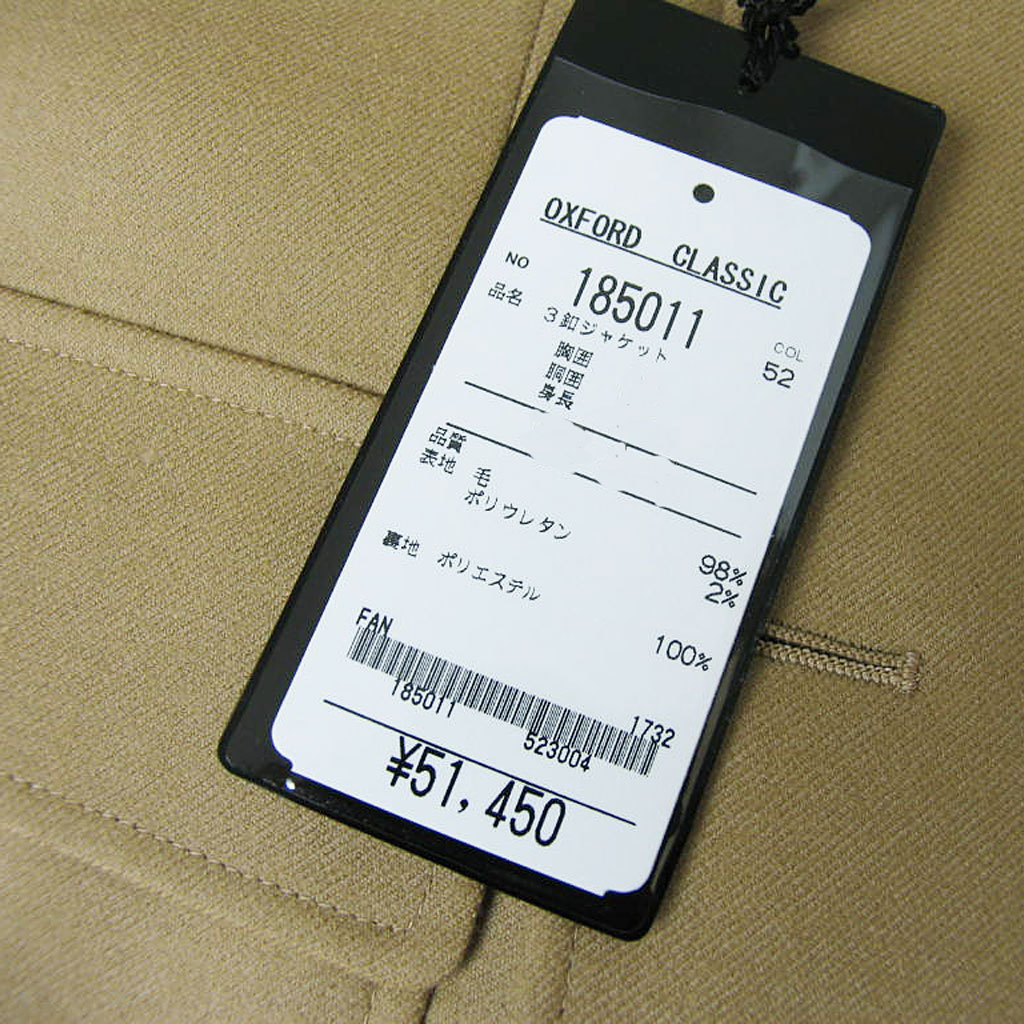 OXFORD CLASSIC
NO 185011
品名 3釦ジャケット COL
52
胸囲
胴囲
身長
品質
表地 毛 98%
ポリウレタン 2%
裏地 ポリエステル 100%
FAN
185011 1732
523004
¥51,450